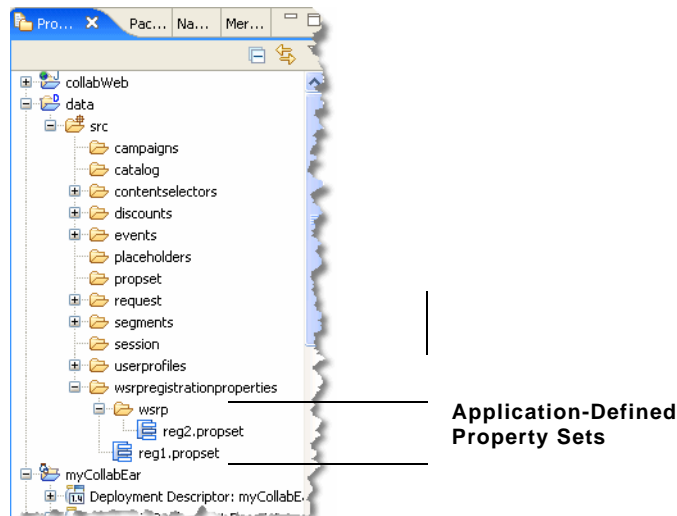 Pro... Pac... Na... Mer...
collabWeb
data
src
campaigns
catalog
contentselectors
discounts
events
placeholders
propset
request
segments
session
userprofiles
wsrpregistrationproperties
wsrp
reg2.propset
reg1.propset
myCollabEar
Deployment Descriptor: myCollabE
Application-Defined
Property Sets